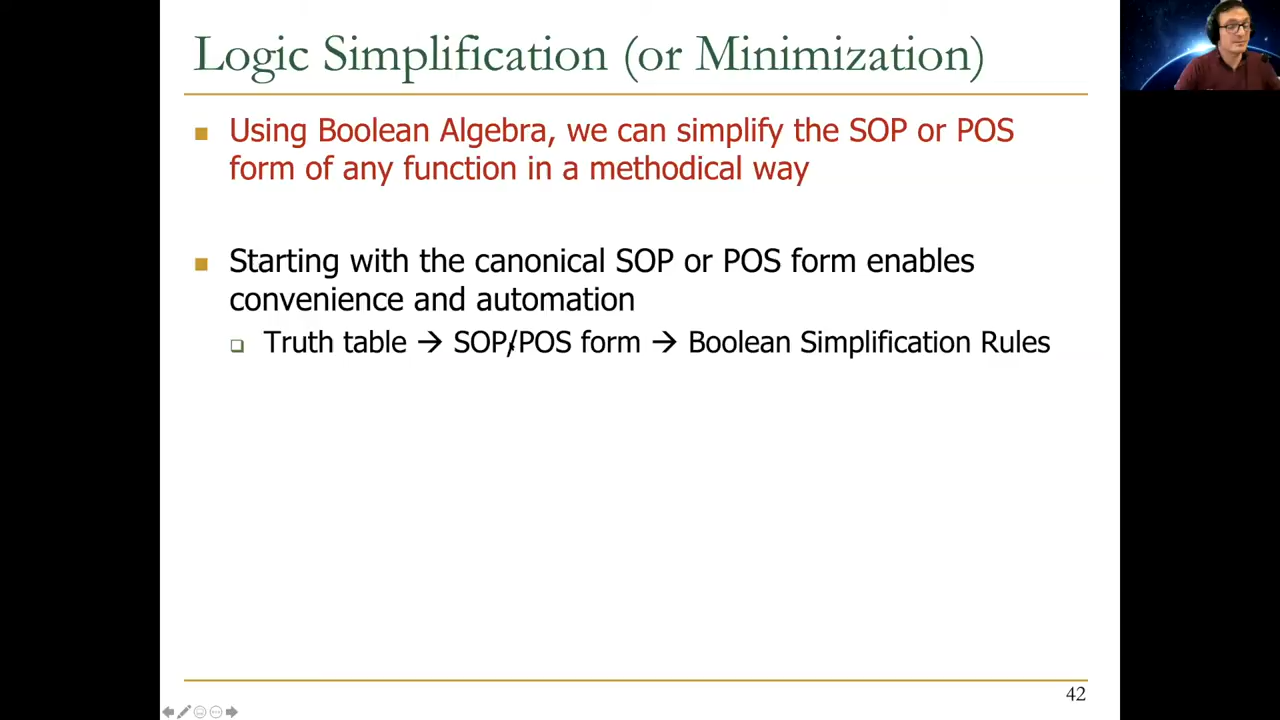 Logic Simplification (or Minimization)
Using Boolean Algebra, we can simplify the SOP or POS
form of any function in a methodical way
Starting with the canonical SOP or POS form enables
convenience and automation
Truth table → SOP/POS form → Boolean Simplification Rules
42